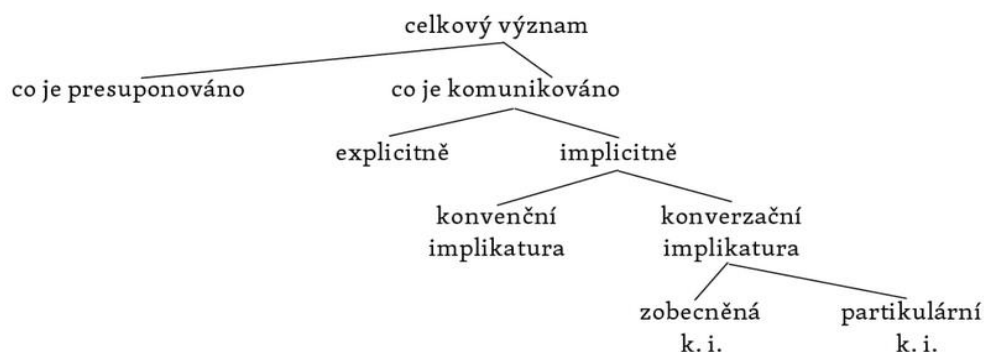 celkový význam
co je presuponováno
co je komunikováno
explicitně
implicitně
konvenční
implikatura
konverzační
implikatura
zobecněná
k. i.
partikulární
k. i.